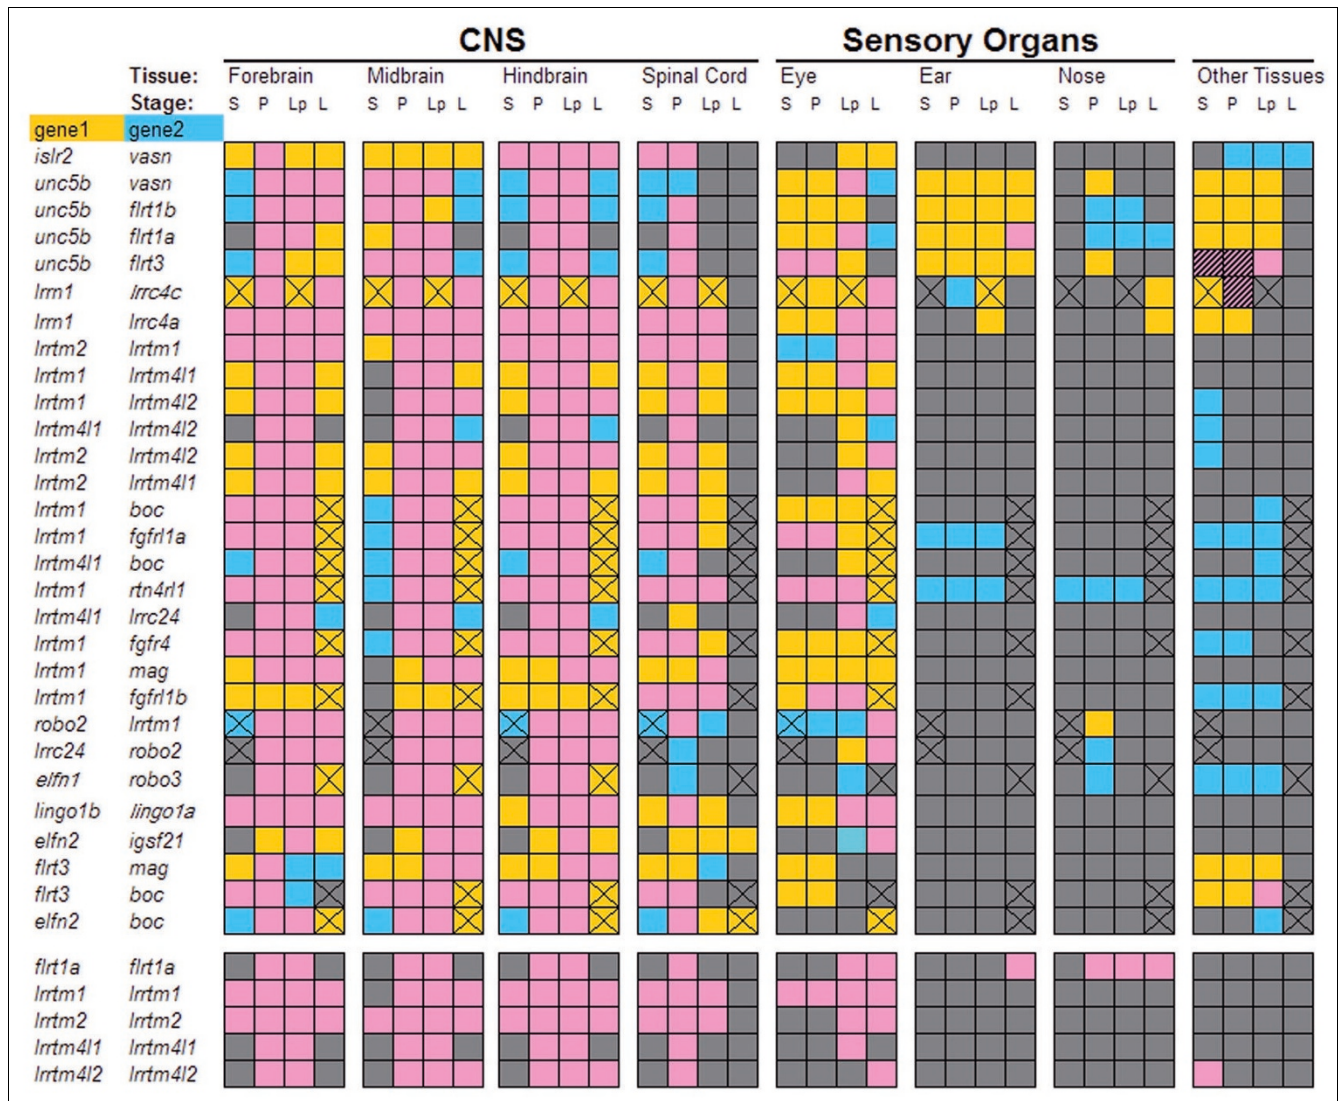 CNS Sensory Organs
Tissue: Forebrain Midbrain Hindbrain Spinal Cord Eye Ear Nose Other Tissues
Stage: S P Lp L S P Lp L S P Lp L S P Lp L S P Lp L S P Lp L S P Lp L S P Lp L
gene1 gene2
islr2 vasn
unc5b vasn
unc5b flrt1b
unc5b flrt1a
unc5b flrt3
lrrn1 lrrc4c
lrrn1 lrrc4a
lrrtm2 lrrtm1
lrrtm1 lrrtm4l1
lrrtm1 lrrtm4l2
lrrtm4l1 lrrtm4l2
lrrtm2 lrrtm4l2
lrrtm2 lrrtm4l1
lrrtm1 boc
lrrtm1 fgfrl1a
lrrtm4l1 boc
lrrtm1 rtn4rl1
lrrtm4l1 lrrc24
lrrtm1 fgfr4
lrrtm1 mag
lrrtm1 fgfrl1b
robo2 lrrtm1
lrrc24 robo2
elfn1 robo3
lingo1b lingo1a
elfn2 igsf21
flrt3 mag
flrt3 boc
elfn2 boc
flrt1a flrt1a
lrrtm1 lrrtm1
lrrtm2 lrrtm2
lrrtm4l1 lrrtm4l1
lrrtm4l2 lrrtm4l2